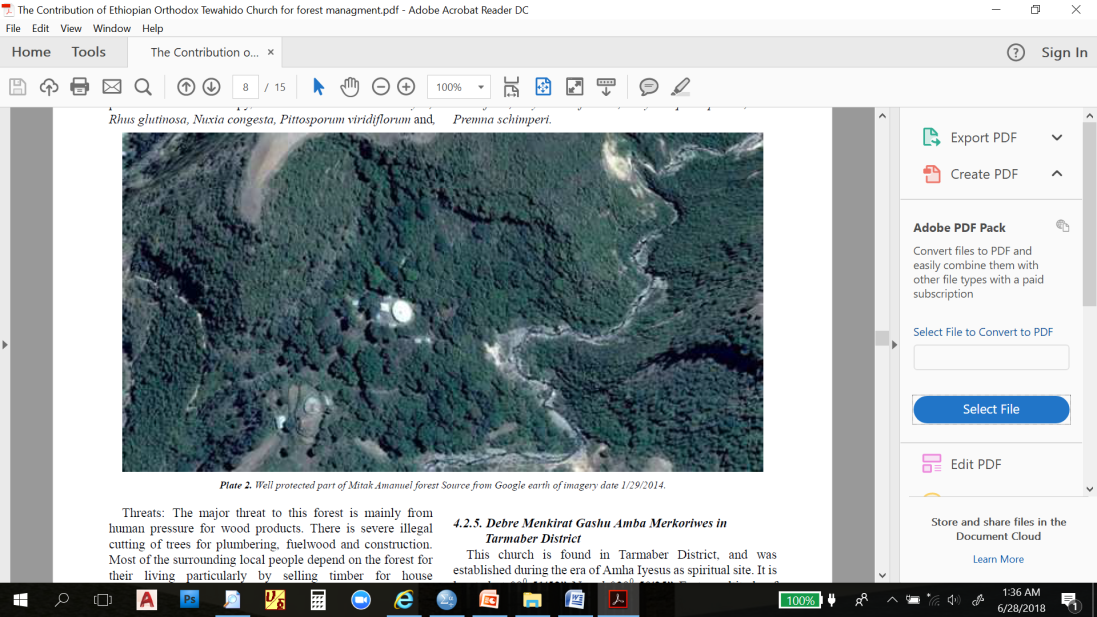 The Contribution of Ethiopian Orthodox Tewahido Church for forest managment.pdf - Adobe Acrobat Reader DC
File Edit View Window Help
Home Tools The Contribution o... × Sign In
8 / 15 100%
Rhus glutinosa, Nuxia congesta, Pittosporum viridiflorum and,
Premna schimperi.
Plate 2. Well protected part of Mitak Amanuel forest Source from Google earth of imagery date 1/29/2014.
Threats: The major threat to this forest is mainly from
human pressure for wood products. There is severe illegal
cutting of trees for plumbering, fuelwood and construction.
Most of the surrounding local people depend on the forest for
their living particularly by selling timber for house
4.2.5. Debre Menkirat Gashu Amba Merkoriwes in
Tarmaber District
This church is found in Tarmaber District, and was
established during the era of Amha Iyesus as spiritual site. It is
Export PDF
Create PDF
Adobe PDF Pack
Convert files to PDF and
easily combine them with
other file types with a paid
subscription
Select File to Convert to PDF
Select File
Edit PDF
Store and share files in the
Document Cloud
Learn More
100%
1:36 AM
6/28/2018
1